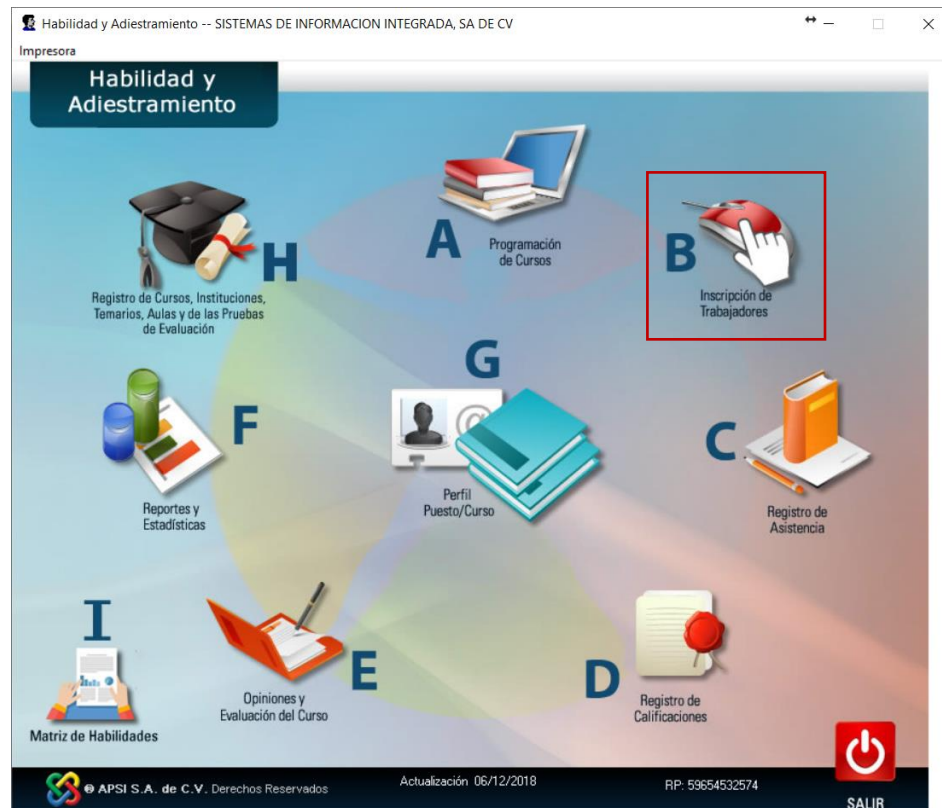 Habilidad y Adiestramiento -- SISTEMAS DE INFORMACION INTEGRADA, SA DE CV
Impresora
Habilidad y
Adiestramiento
A
Programación
de Cursos
B
Inscripción de
Trabajadores
H
Registro de Cursos, Instituciones,
Temarios, Aulas y de las Pruebas
de Evaluación
G
@
Perfil
Puesto/Curso
F
Reportes y
Estadísticas
C
Registro de
Asistencia
I
Matriz de Habilidades
E
Opiniones y
Evaluación del Curso
D
Registro de
Calificaciones
® APSI S.A. de C.V. Derechos Reservados
Actualización 06/12/2018
RP: 59654532574
SALIR